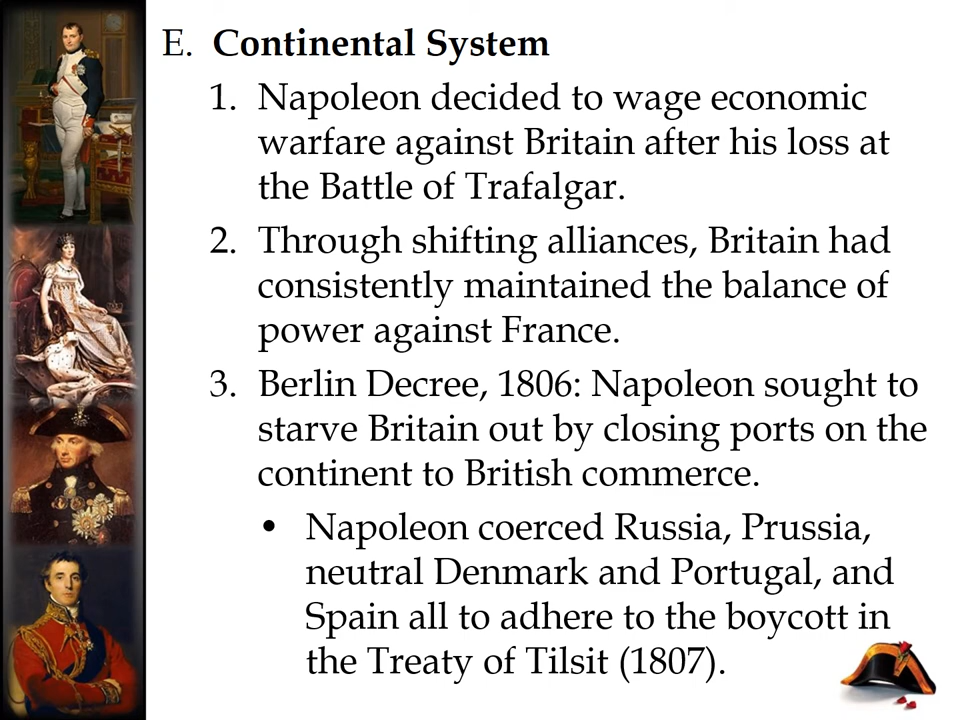 E. Continental System
1. Napoleon decided to wage economic
warfare against Britain after his loss at
the Battle of Trafalgar.
2. Through shifting alliances, Britain had
consistently maintained the balance of
power against France.
3. Berlin Decree, 1806: Napoleon sought to
starve Britain out by closing ports on the
continent to British commerce.
• Napoleon coerced Russia, Prussia,
neutral Denmark and Portugal, and
Spain all to adhere to the boycott in
the Treaty of Tilsit (1807).